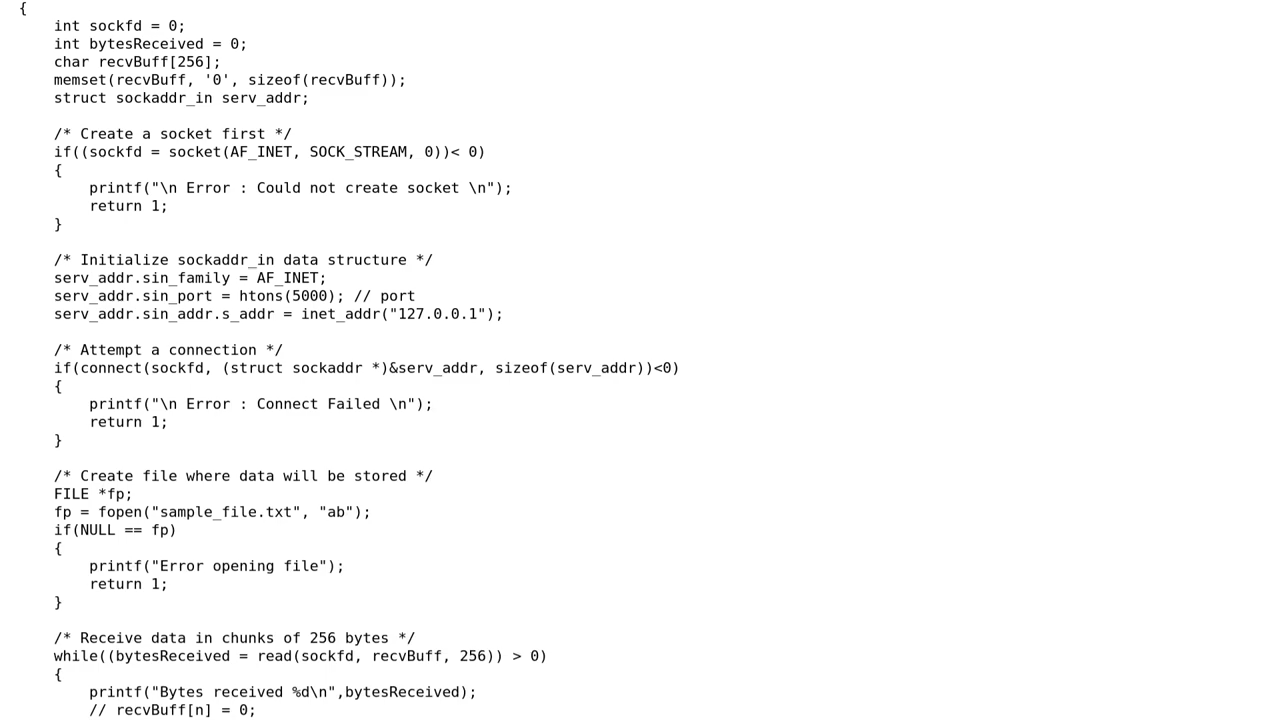 {
    int sockfd = 0;
    int bytesReceived = 0;
    char recvBuff[256];
    memset(recvBuff, '0', sizeof(recvBuff));
    struct sockaddr_in serv_addr;

    /* Create a socket first */
    if((sockfd = socket(AF_INET, SOCK_STREAM, 0))< 0)
    {
        printf("\n Error : Could not create socket \n");
        return 1;
    }

    /* Initialize sockaddr_in data structure */
    serv_addr.sin_family = AF_INET;
    serv_addr.sin_port = htons(5000); // port
    serv_addr.sin_addr.s_addr = inet_addr("127.0.0.1");

    /* Attempt a connection */
    if(connect(sockfd, (struct sockaddr *)&serv_addr, sizeof(serv_addr))<0)
    {
        printf("\n Error : Connect Failed \n");
        return 1;
    }

    /* Create file where data will be stored */
    FILE *fp;
    fp = fopen("sample_file.txt", "ab");
    if(NULL == fp)
    {
        printf("Error opening file");
        return 1;
    }

    /* Receive data in chunks of 256 bytes */
    while((bytesReceived = read(sockfd, recvBuff, 256)) > 0)
    {
        printf("Bytes received %d\n",bytesReceived);
        // recvBuff[n] = 0;